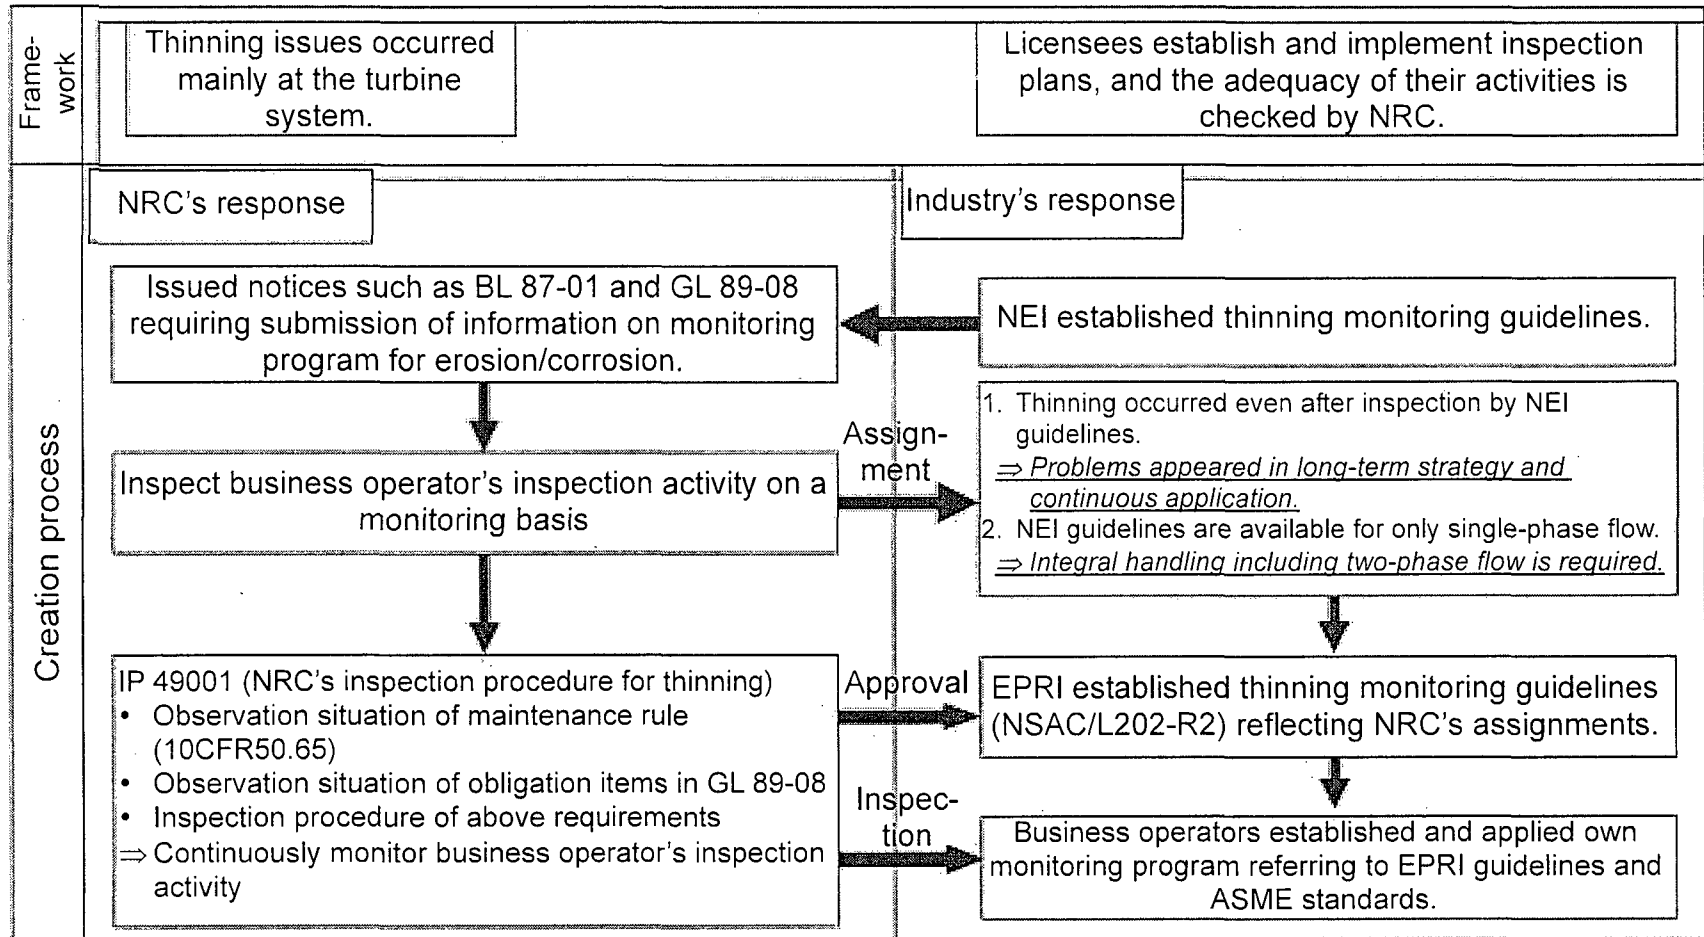 Frame-
work
Thinning issues occurred
mainly at the turbine
system.
Licensees establish and implement inspection
plans, and the adequacy of their activities is
checked by NRC.
Creation process
NRC's response
Industry's response
Issued notices such as BL 87-01 and GL 89-08
requiring submission of information on monitoring
program for erosion/corrosion.
NEI established thinning monitoring guidelines.
Inspect business operator's inspection activity on a
monitoring basis
Assign-
ment
1. Thinning occurred even after inspection by NEI
guidelines.
⇒ Problems appeared in long-term strategy and
continuous application.
2. NEI guidelines are available for only single-phase flow.
⇒ Integral handling including two-phase flow is required.
IP 49001 (NRC's inspection procedure for thinning)
• Observation situation of maintenance rule
(10CFR50.65)
• Observation situation of obligation items in GL 89-08
• Inspection procedure of above requirements
⇒ Continuously monitor business operator's inspection
activity
Approval
EPRI established thinning monitoring guidelines
(NSAC/L202-R2) reflecting NRC's assignments.
Inspec-
tion
Business operators established and applied own
monitoring program referring to EPRI guidelines and
ASME standards.